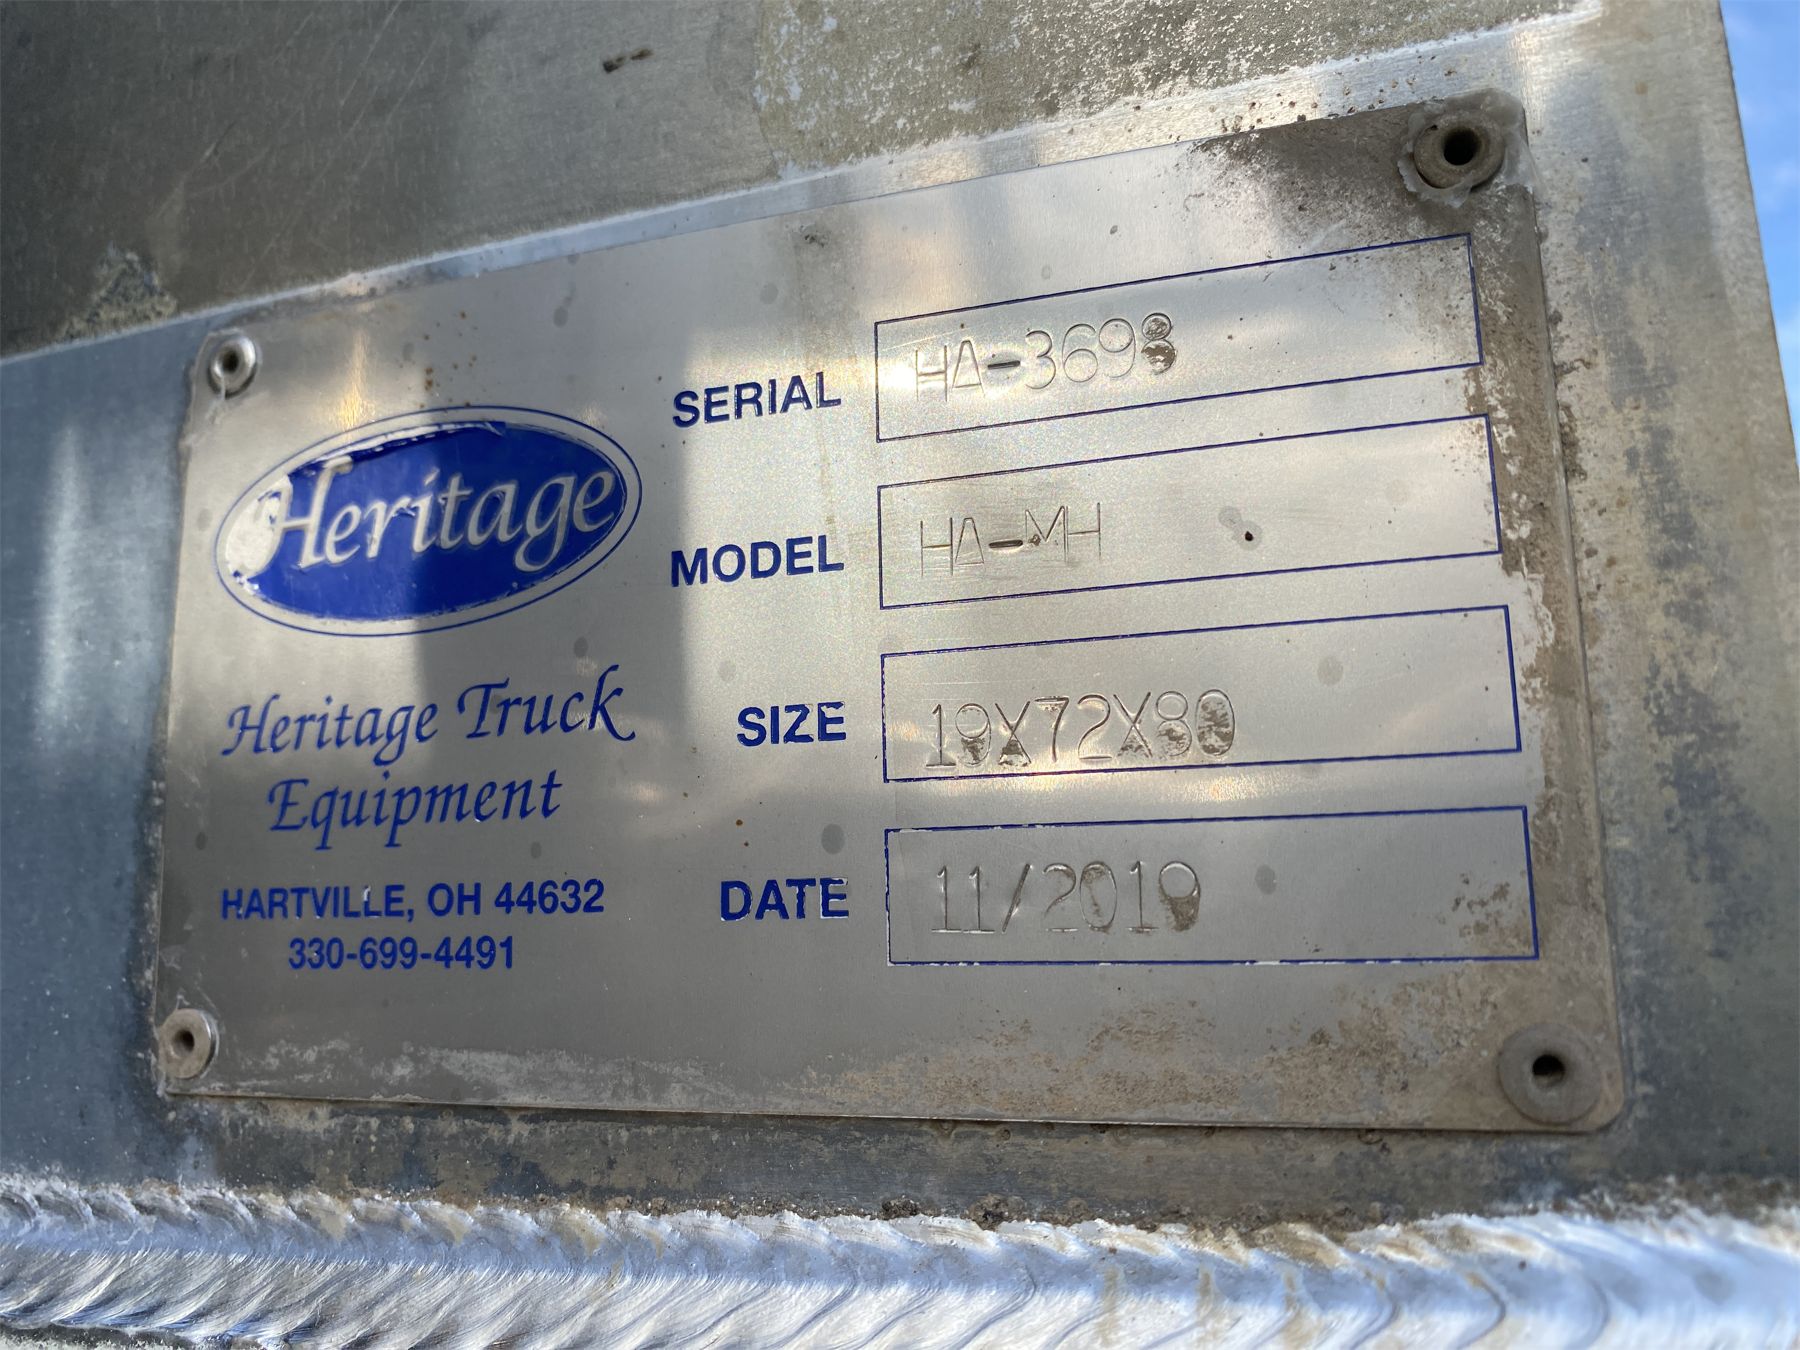 Heritage
Heritage Truck
Equipment
HARTVILLE, OH 44632
330-699-4491
SERIAL HA-3698
MODEL HA-MH
SIZE 19X72X80
DATE 11/2019